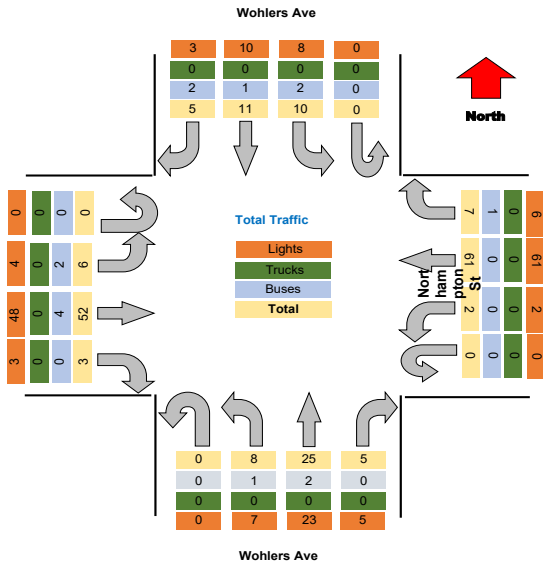 Wohlers Ave
3 10 8 0
0 0 0 0
2 1 2 0
5 11 10 0
North
0 0 0 0
4 0 2 6
48 0 4 52
3 0 0 3
Total Traffic
Lights
Trucks
Buses
Total
7 1 0 6
61 0 0 61
2 0 0 2
0 0 0 0
Nort
ham
pton
St
0 8 25 5
0 1 2 0
0 0 0 0
0 7 23 5
Wohlers Ave